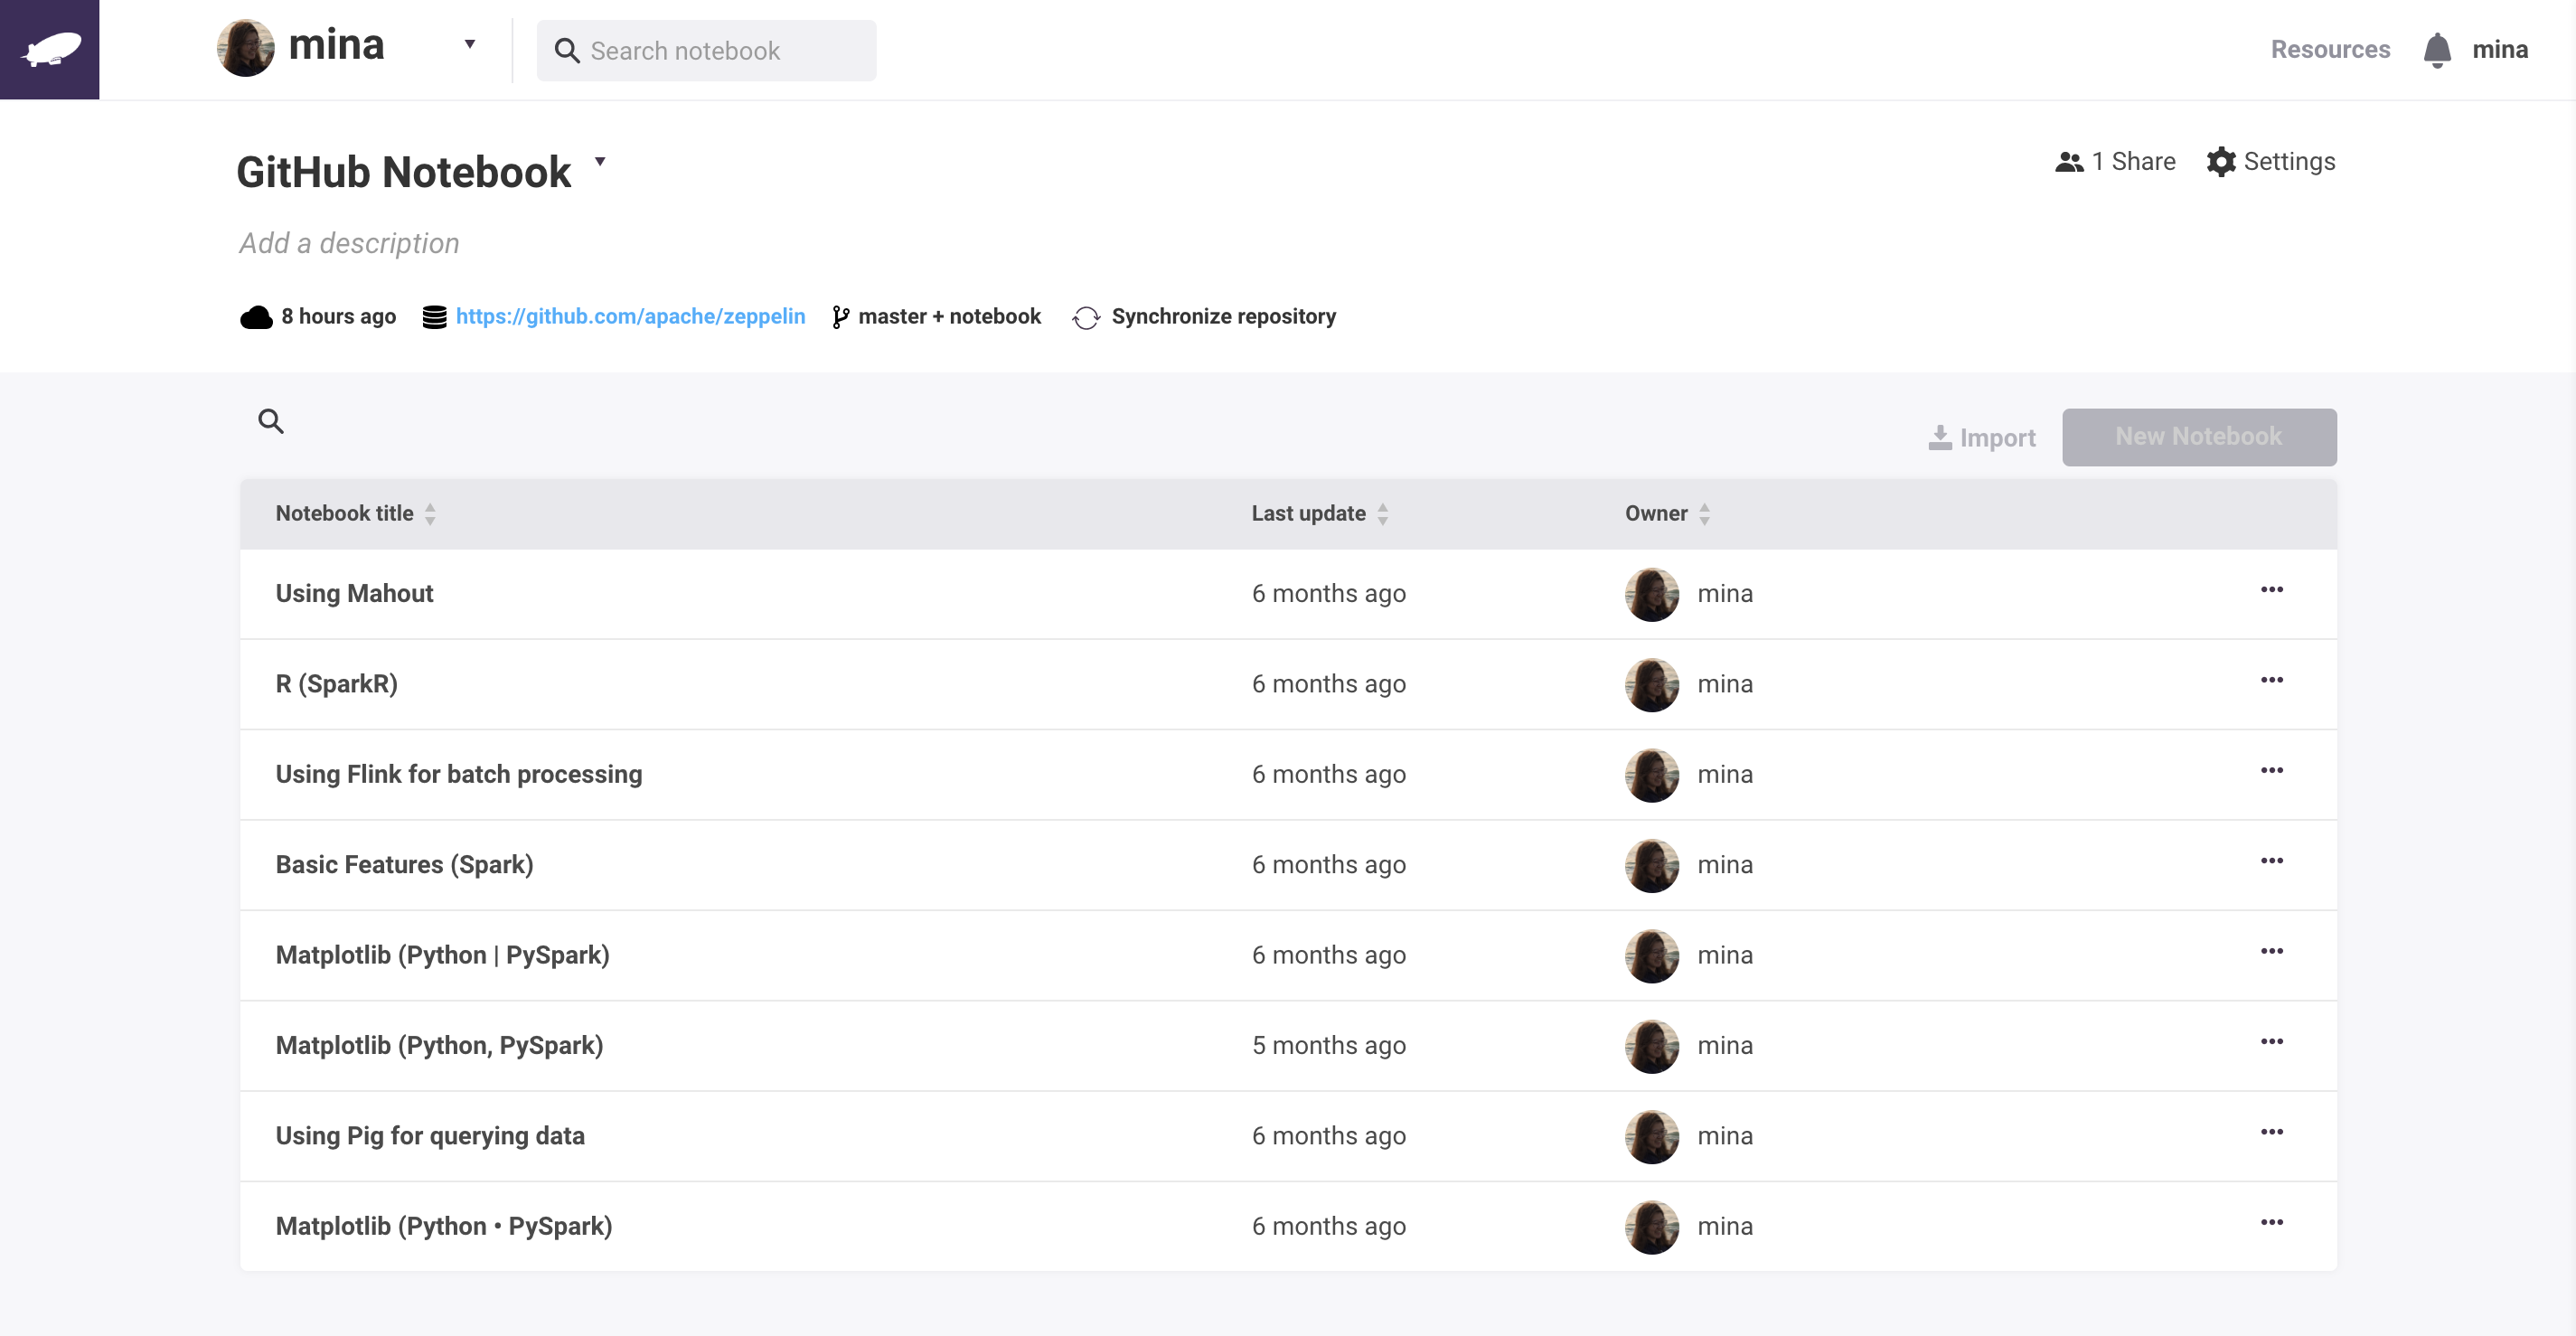 mina
Search notebook
Resources
mina
GitHub Notebook
1 Share
Settings
Add a description
8 hours ago
https://github.com/apache/zeppelin
master + notebook
Synchronize repository
Import
New Notebook
Notebook title
Last update
Owner
Using Mahout
6 months ago
mina
R (SparkR)
6 months ago
mina
Using Flink for batch processing
6 months ago
mina
Basic Features (Spark)
6 months ago
mina
Matplotlib (Python | PySpark)
6 months ago
mina
Matplotlib (Python, PySpark)
5 months ago
mina
Using Pig for querying data
6 months ago
mina
Matplotlib (Python • PySpark)
6 months ago
mina